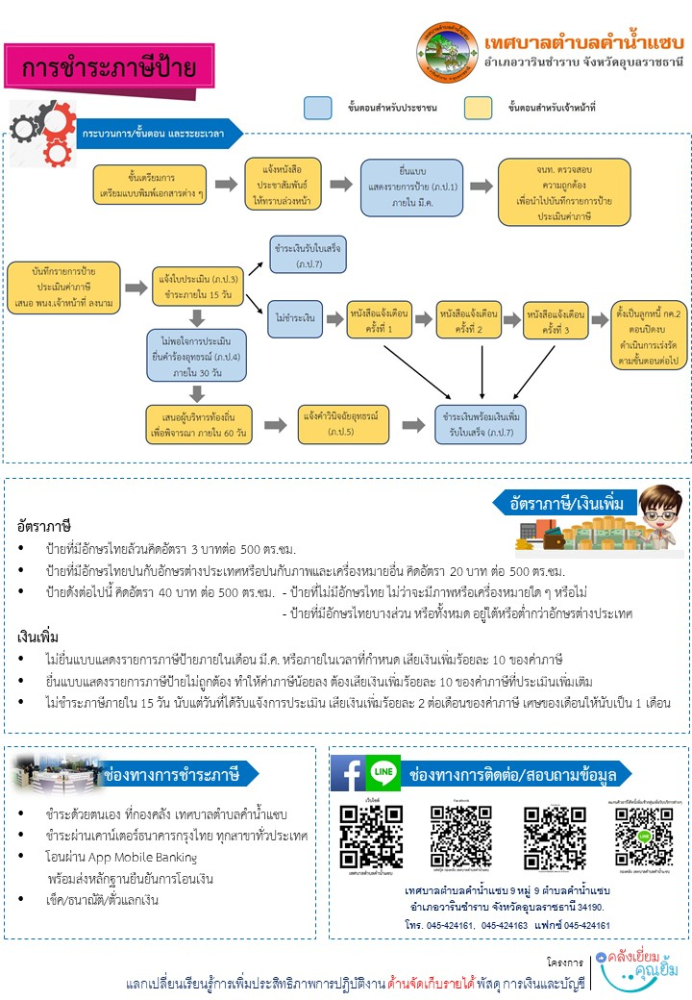 เทศบาลตำบลคำน้ำแซบ
อำเภอวารินชำราบ จังหวัดอุบลราชธานี
การชำระภาษีป้าย
ขั้นตอนสำหรับประชาชน
ขั้นตอนสำหรับเจ้าหน้าที่
กระบวนการ/ขั้นตอน และระยะเวลา
ขั้นเตรียมการ
เตรียมแบบพิมพ์เอกสารต่าง ๆ
แจ้งหนังสือ
ประชาสัมพันธ์
ให้ทราบล่วงหน้า
ยื่นแบบ
แสดงรายการป้าย (ภ.ป.1)
ภายใน มี.ค.
จนท. ตรวจสอบ
ความถูกต้อง
เพื่อนำไปบันทึกรายการป้าย
ประเมินค่าภาษี
บันทึกรายการป้าย
ประเมินค่าภาษี
เสนอ พนง.เจ้าหน้าที่ ลงนาม
แจ้งใบประเมิน (ภ.ป.3)
ชำระภายใน 15 วัน
ชำระเงินรับใบเสร็จ
(ภ.ป.7)
ไม่ชำระเงิน
หนังสือแจ้งเตือน
ครั้งที่ 1
หนังสือแจ้งเตือน
ครั้งที่ 2
หนังสือแจ้งเตือน
ครั้งที่ 3
ตั้งเป็นลูกหนี้ กค.2
ตอนปิดงบ
ดำเนินการเร่งรัด
ตามขั้นตอนต่อไป
ไม่พอใจการประเมิน
ยื่นคำร้องอุทธรณ์ (ภ.ป.4)
ภายใน 30 วัน
เสนอผู้บริหารท้องถิ่น
เพื่อพิจารณา ภายใน 60 วัน
แจ้งคำวินิจฉัยอุทธรณ์
(ภ.ป.5)
ชำระเงินพร้อมเงินเพิ่ม
รับใบเสร็จ (ภ.ป.7)
อัตราภาษี/เงินเพิ่ม
อัตราภาษี
• ป้ายที่มีอักษรไทยล้วนคิดอัตรา 3 บาทต่อ 500 ตร.ซม.
• ป้ายที่มีอักษรไทยปนกับอักษรต่างประเทศหรือปนกับภาพและเครื่องหมายอื่น คิดอัตรา 20 บาท ต่อ 500 ตร.ซม.
• ป้ายดังต่อไปนี้ คิดอัตรา 40 บาท ต่อ 500 ตร.ซม. - ป้ายที่ไม่มีอักษรไทย ไม่ว่าจะมีภาพหรือเครื่องหมายใด ๆ หรือไม่
- ป้ายที่มีอักษรไทยบางส่วน หรือทั้งหมด อยู่ใต้หรือต่ำกว่าอักษรต่างประเทศ
เงินเพิ่ม
• ไม่ยื่นแบบแสดงรายการภาษีป้ายภายในเดือน มี.ค. หรือภายในเวลาที่กำหนด เสียเงินเพิ่มร้อยละ 10 ของค่าภาษี
• ยื่นแบบแสดงรายการภาษีป้ายไม่ถูกต้อง ทำให้ค่าภาษีน้อยลง ต้องเสียเงินเพิ่มร้อยละ 10 ของค่าภาษีที่ประเมินเพิ่มเติม
• ไม่ชำระภาษีภายใน 15 วัน นับแต่วันที่ได้รับแจ้งการประเมิน เสียเงินเพิ่มร้อยละ 2 ต่อเดือนของค่าภาษี เศษของเดือนให้นับเป็น 1 เดือน
ช่องทางการชำระภาษี
• ชำระด้วยตนเอง ที่กองคลัง เทศบาลตำบลคำน้ำแซบ
• ชำระผ่านเคาน์เตอร์ธนาคารกรุงไทย ทุกสาขาทั่วประเทศ
• โอนผ่าน App Mobile Banking
พร้อมส่งหลักฐานยืนยันการโอนเงิน
• เช็ค/ธนาณัติ/ตั๋วแลกเงิน
f LINE ช่องทางการติดต่อ/สอบถามข้อมูล
เว็บไซต์
Facebook
LINE
เทศบาลตำบลคำน้ำแซบ
เทศบาลตำบลคำน้ำแซบ 9 หมู่ 9 ตำบลคำน้ำแซบ
อำเภอวารินชำราบ จังหวัดอุบลราชธานี 34190.
โทร. 045-424161, 045-424163 แฟกซ์ 045-424161
โครงการ
คลังเยี่ยม
คุณยิ้ม
แลกเปลี่ยนเรียนรู้การเพิ่มประสิทธิภาพการปฏิบัติงาน ด้านจัดเก็บรายได้ พัสดุ การเงินและบัญชี